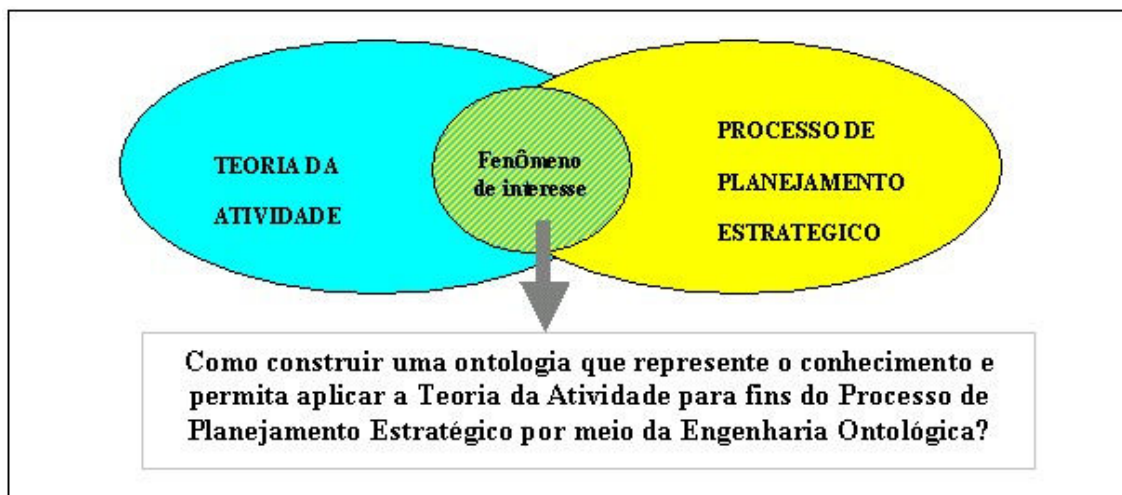 TEORIA DA
ATIVIDADE
FenÔmeno
de interesse
PROCESSO DE
PLANEJAMENTO
ESTRATEGICO
Como construir uma ontologia que represente o conhecimento e
permita aplicar a Teoria da Atividade para fins do Processo de
Planejamento Estratégico por meio da Engenharia Ontológica?